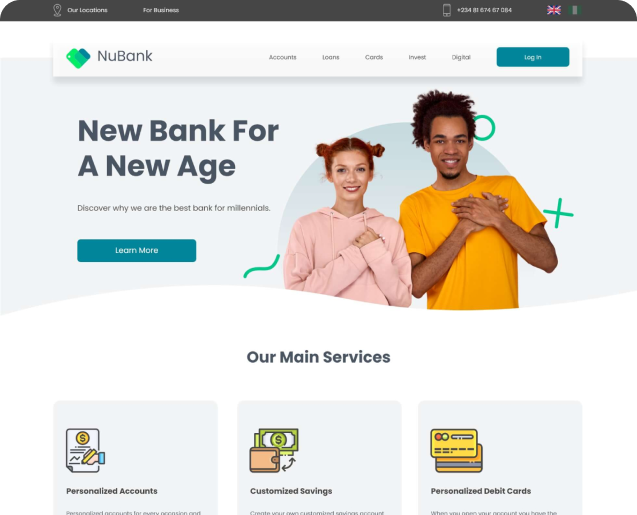 Our Locations
For Business
+234 81 674 67 084
NuBank
Accounts
Loans
Cards
Invest
Digital
Log In
New Bank For
A New Age
Discover why we are the best bank for millennials.
Learn More
Our Main Services
Personalized Accounts
Customized Savings
Personalized Debit Cards
Personalized accounts for every occasion and
Create your own customized savings account
When you open your account you have the